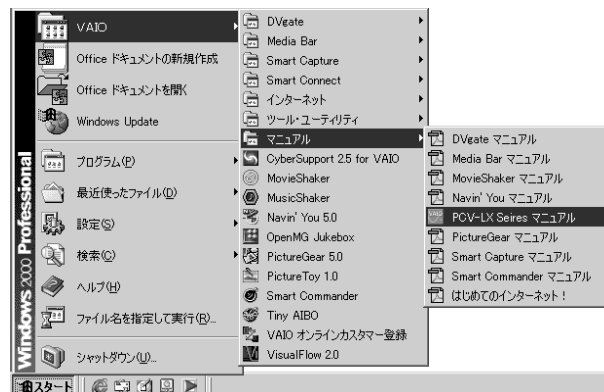 Windows 2000 Professional
VAIO
Office ドキュメントの新規作成
Office ドキュメントを開く
Windows Update
プログラム(P)
最近使ったファイル(D)
設定(S)
検索(C)
ヘルプ(H)
ファイル名を指定して実行(R)...
シャットダウン(U)...
スタート
DVgate
Media Bar
Smart Capture
Smart Connect
インターネット
ツール・ユーティリティ
マニュアル
CyberSupport 2.5 for VAIO
MovieShaker
MusicShaker
Navin' You 5.0
OpenMG Jukebox
PictureGear 5.0
PictureToy 1.0
Smart Commander
Tiny AIBO
VAIO オンラインカスタマー登録
VisualFlow 2.0
DVgate マニュアル
Media Bar マニュアル
MovieShaker マニュアル
Navin' You マニュアル
VAIO
PCV-LX Seires マニュアル
PictureGear マニュアル
Smart Capture マニュアル
Smart Commander マニュアル
はじめてのインターネット！